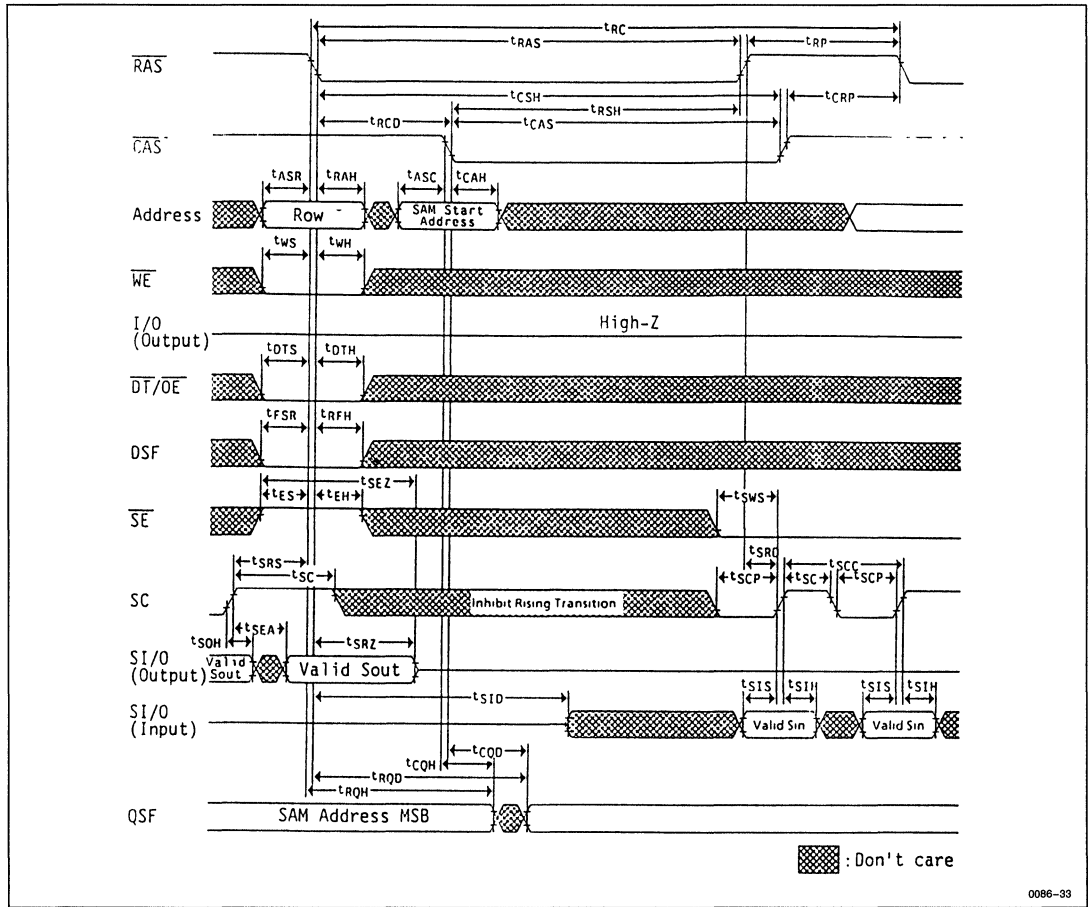 tRC
tRAS
tRP
RAS
tCSH
tCRP
tRSH
tRCD
tCAS
CAS
tASR
tRAH
tASC
tCAH
Address
Row
SAM Start
Address
tWS
tWH
WE
I/O
(Output)
High-Z
tDTS
tDTH
DT/OE
tFSR
tRFH
DSF
tSEZ
tES
tEH
tSWS
SE
tSRD
tSRS
tSCC
tSC
tSCP
tSC
tSCP
SC
Inhibit Rising Transition
tSEA
tSOH
tSRZ
SI/O
(Output)
Valid
Sout
Valid Sout
tSID
tSIS
tSIH
tSIS
tSIH
SI/O
(Input)
Valid Sin
Valid Sin
tCQD
tCQH
tRQD
tRQH
QSF
SAM Address MSB
: Don't care
0086–33